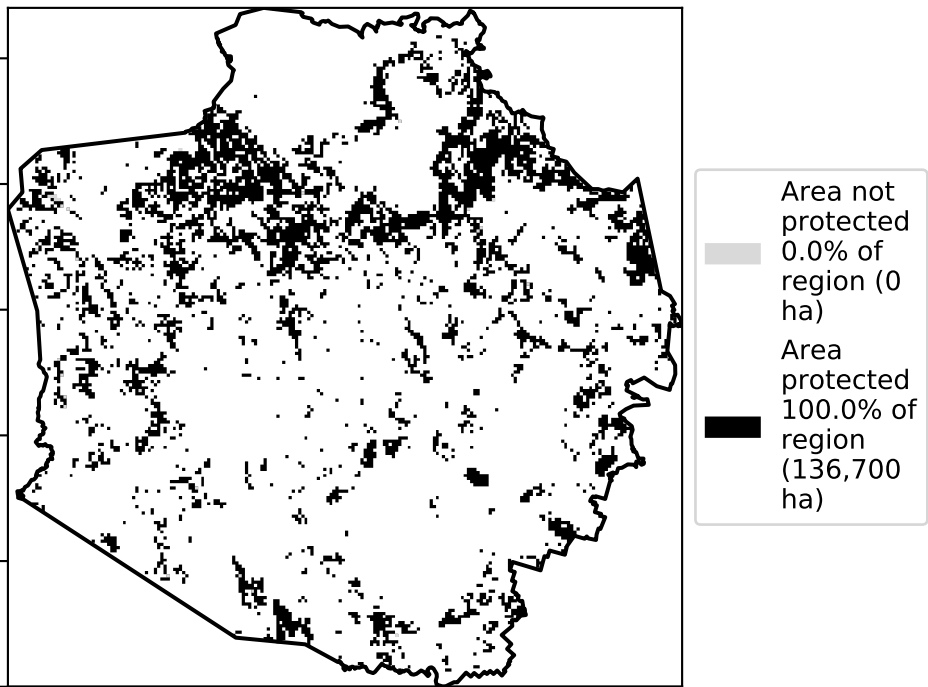 Area not
protected
0.0% of
region (0
ha)
Area
protected
100.0% of
region
(136,700
ha)